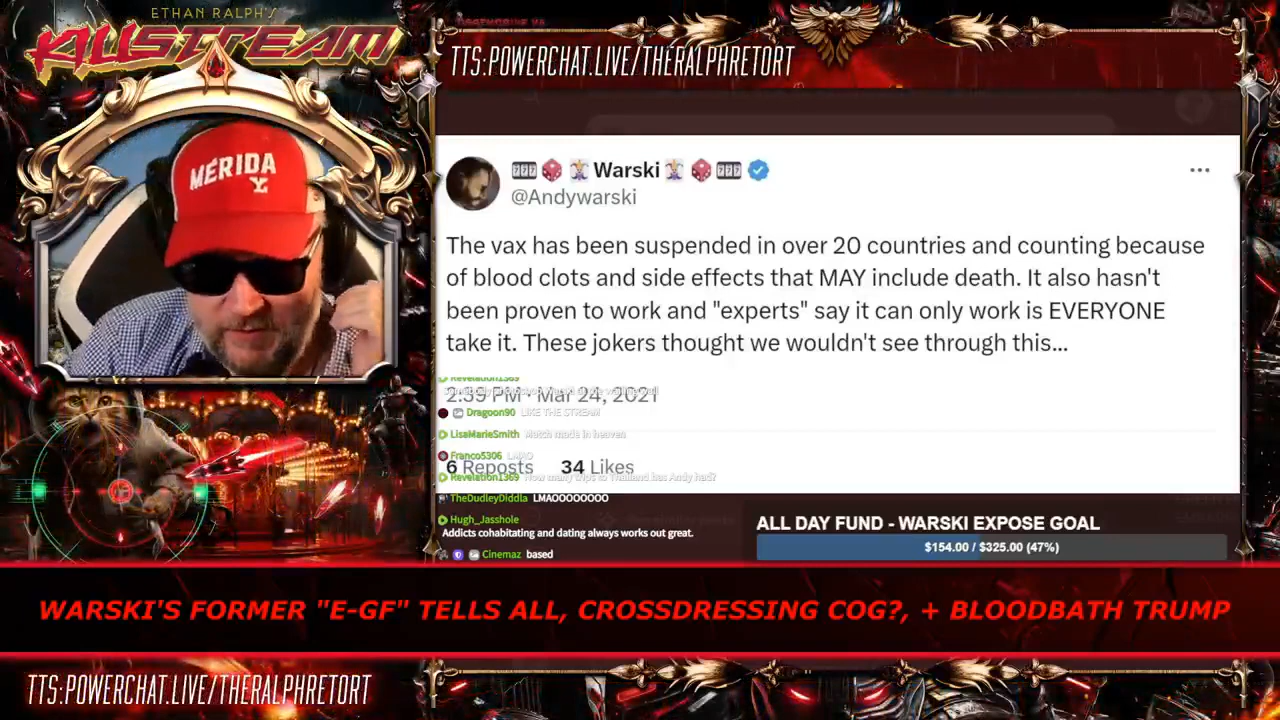 ETHAN RALPH'S
KILLSTREAM
TTS:POWERCHAT.LIVE/THERALPHRETORT
MÉRIDA
Y
Warski
@Andywarski
The vax has been suspended in over 20 countries and counting because
of blood clots and side effects that MAY include death. It also hasn't
been proven to work and "experts" say it can only work is EVERYONE
take it. These jokers thought we wouldn't see through this...
Revelation1369
2:39 PM · Mar 24, 2021
Dragoon90 LIKE THE STREAM
LisaMarieSmith Match made in heaven
Franco5306 LMAO
6 Reposts 34 Likes
Revelation1369 How many trips to Thailand has Andy had?
TheDudleyDiddla LMAOOOOOOOO
Hugh_Jasshole
Addicts cohabitating and dating always works out great.
Cinemaz based
ALL DAY FUND - WARSKI EXPOSE GOAL
$154.00 / $325.00 (47%)
WARSKI'S FORMER "E-GF" TELLS ALL, CROSSDRESSING COG?, + BLOODBATH TRUMP
TTS:POWERCHAT.LIVE/THERALPHRETORT